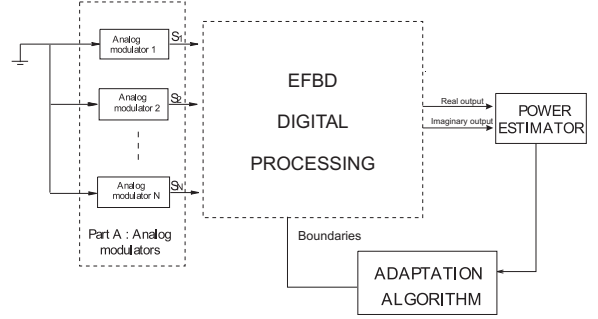 Analog
modulator 1
S1
Analog
modulator 2
S2
Analog
modulator N
SN
Part A : Analog
modulators
EFBD
DIGITAL
PROCESSING
Real output
Imaginary output
POWER
ESTIMATOR
Boundaries
ADAPTATION
ALGORITHM